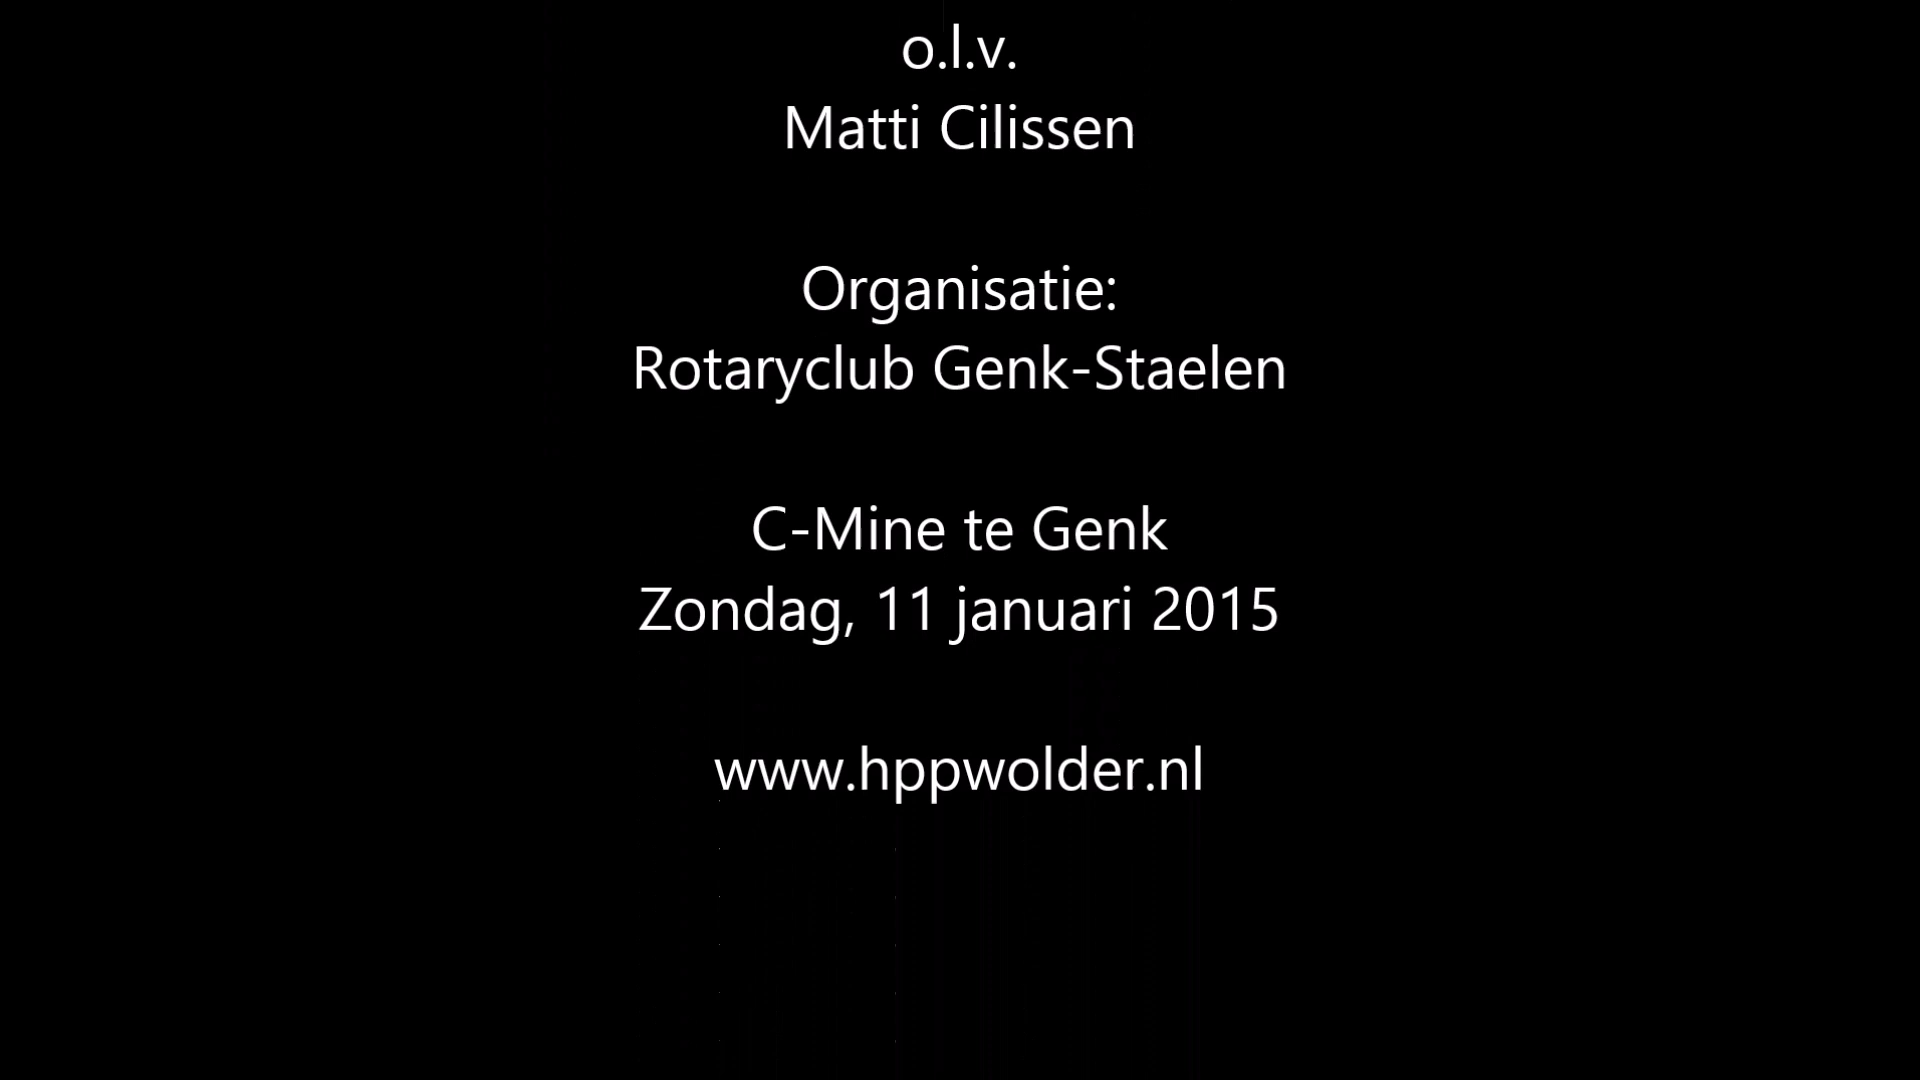 o.l.v.
Matti Cilissen
Organisatie:
Rotaryclub Genk-Staelen
C-Mine te Genk
Zondag, 11 januari 2015
www.hppwolder.nl